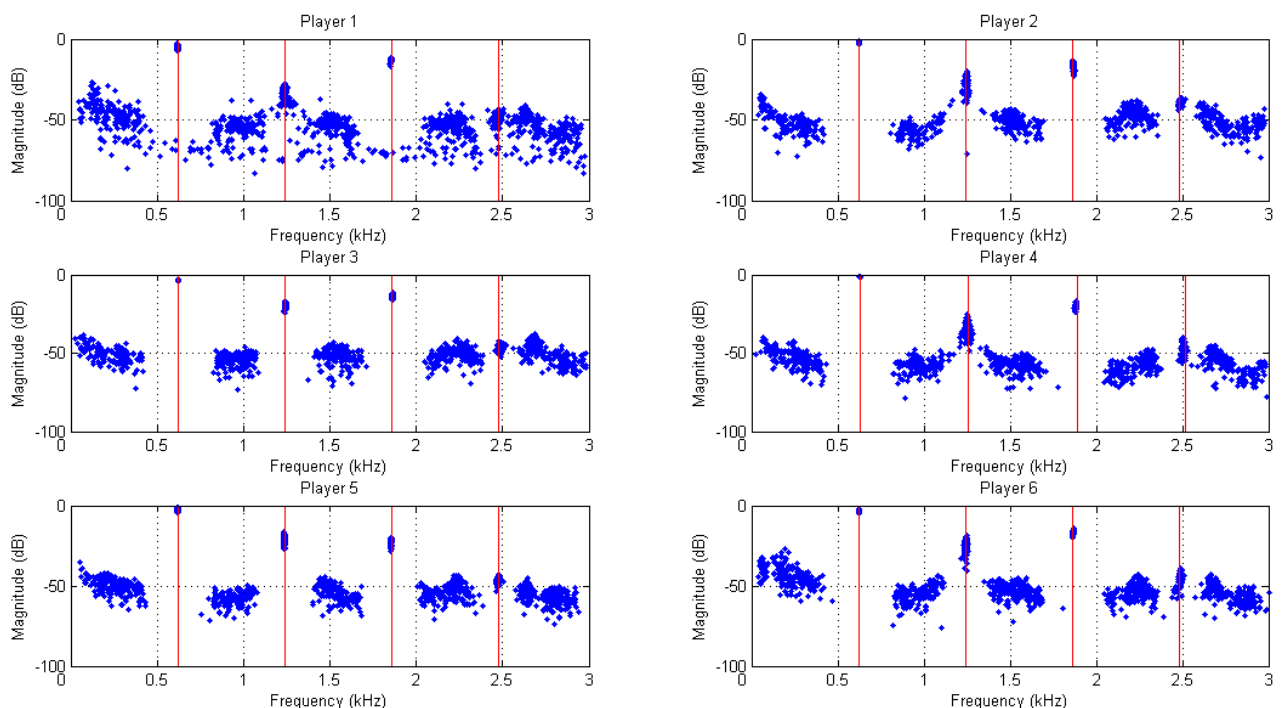 Player 1
0
-50
-100
Magnitude (dB)
0 0.5 1 1.5 2 2.5 3
Frequency (kHz)
Player 2
0
-50
-100
Magnitude (dB)
0 0.5 1 1.5 2 2.5 3
Frequency (kHz)
Player 3
0
-50
-100
Magnitude (dB)
0 0.5 1 1.5 2 2.5 3
Frequency (kHz)
Player 4
0
-50
-100
Magnitude (dB)
0 0.5 1 1.5 2 2.5 3
Frequency (kHz)
Player 5
0
-50
-100
Magnitude (dB)
0 0.5 1 1.5 2 2.5 3
Frequency (kHz)
Player 6
0
-50
-100
Magnitude (dB)
0 0.5 1 1.5 2 2.5 3
Frequency (kHz)